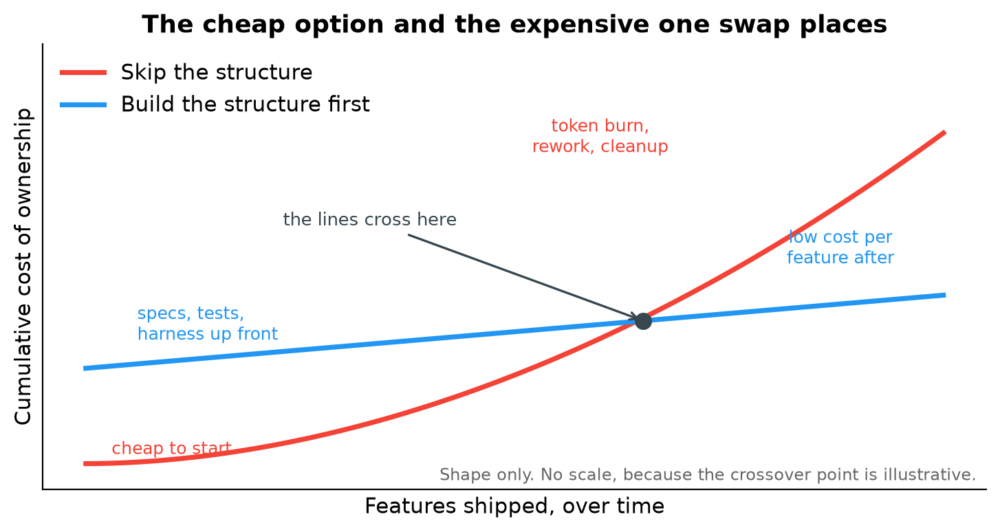 The cheap option and the expensive one swap places
Skip the structure
Build the structure first
token burn,
rework, cleanup
the lines cross here
low cost per
feature after
specs, tests,
harness up front
cheap to start
Shape only. No scale, because the crossover point is illustrative.
Cumulative cost of ownership
Features shipped, over time